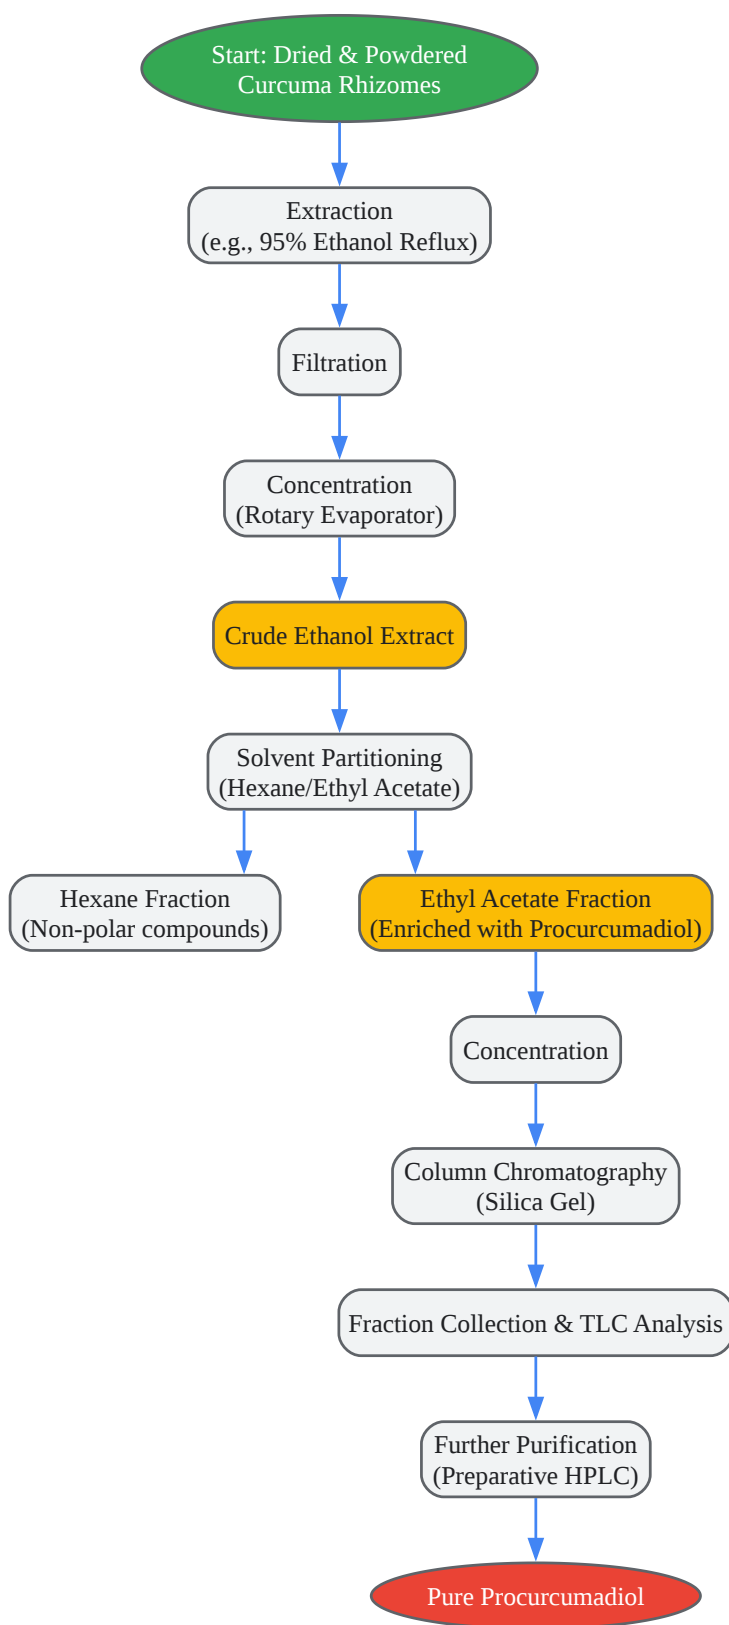 Start: Dried & Powdered
Curcuma Rhizomes
Extraction
(e.g., 95% Ethanol Reflux)
Filtration
Concentration
(Rotary Evaporator)
Crude Ethanol Extract
Solvent Partitioning
(Hexane/Ethyl Acetate)
Hexane Fraction
(Non-polar compounds)
Ethyl Acetate Fraction
(Enriched with Procurcumadiol)
Concentration
Column Chromatography
(Silica Gel)
Fraction Collection & TLC Analysis
Further Purification
(Preparative HPLC)
Pure Procurcumadiol